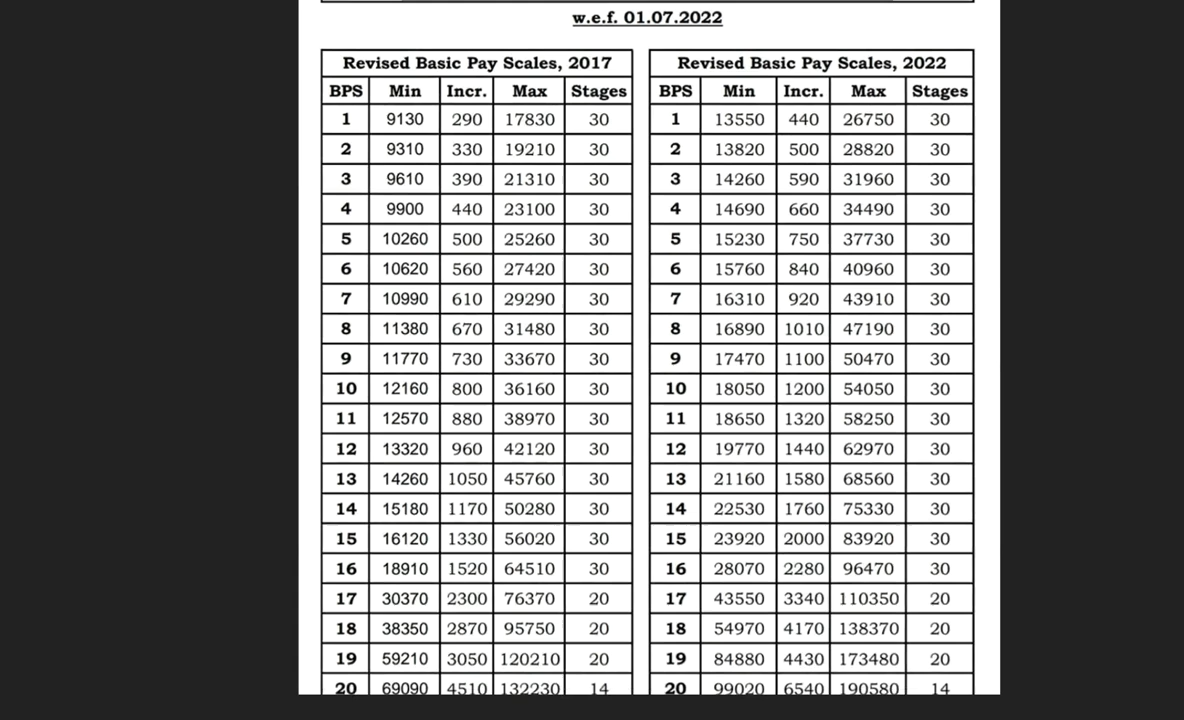 w.e.f. 01.07.2022
Revised Basic Pay Scales, 2017 Revised Basic Pay Scales, 2022
BPS Min Incr. Max Stages BPS Min Incr. Max Stages
1 9130 290 17830 30 1 13550 440 26750 30
2 9310 330 19210 30 2 13820 500 28820 30
3 9610 390 21310 30 3 14260 590 31960 30
4 9900 440 23100 30 4 14690 660 34490 30
5 10260 500 25260 30 5 15230 750 37730 30
6 10620 560 27420 30 6 15760 840 40960 30
7 10990 610 29290 30 7 16310 920 43910 30
8 11380 670 31480 30 8 16890 1010 47190 30
9 11770 730 33670 30 9 17470 1100 50470 30
10 12160 800 36160 30 10 18050 1200 54050 30
11 12570 880 38970 30 11 18650 1320 58250 30
12 13320 960 42120 30 12 19770 1440 62970 30
13 14260 1050 45760 30 13 21160 1580 68560 30
14 15180 1170 50280 30 14 22530 1760 75330 30
15 16120 1330 56020 30 15 23920 2000 83920 30
16 18910 1520 64510 30 16 28070 2280 96470 30
17 30370 2300 76370 20 17 43550 3340 110350 20
18 38350 2870 95750 20 18 54970 4170 138370 20
19 59210 3050 120210 20 19 84880 4430 173480 20
20 69090 4510 132230 14 20 99020 6540 190580 14